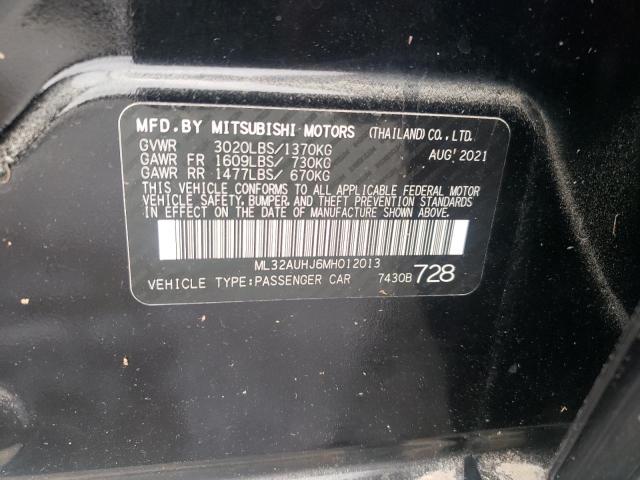 MFD.BY MITSUBISHI MOTORS (THAILAND) CO., LTD.
GVWR 3020LBS/1370KG AUG' 2021
GAWR FR 1609LBS/ 730KG
GAWR RR 1477LBS/ 670KG
THIS VEHICLE CONFORMS TO ALL APPLICABLE FEDERAL MOTOR
VEHICLE SAFETY, BUMPER, AND THEFT PREVENTION STANDARDS
IN EFFECT ON THE DATE OF MANUFACTURE SHOWN ABOVE.
ML32AUHJ6MH012013
VEHICLE TYPE:PASSENGER CAR 7430B 728